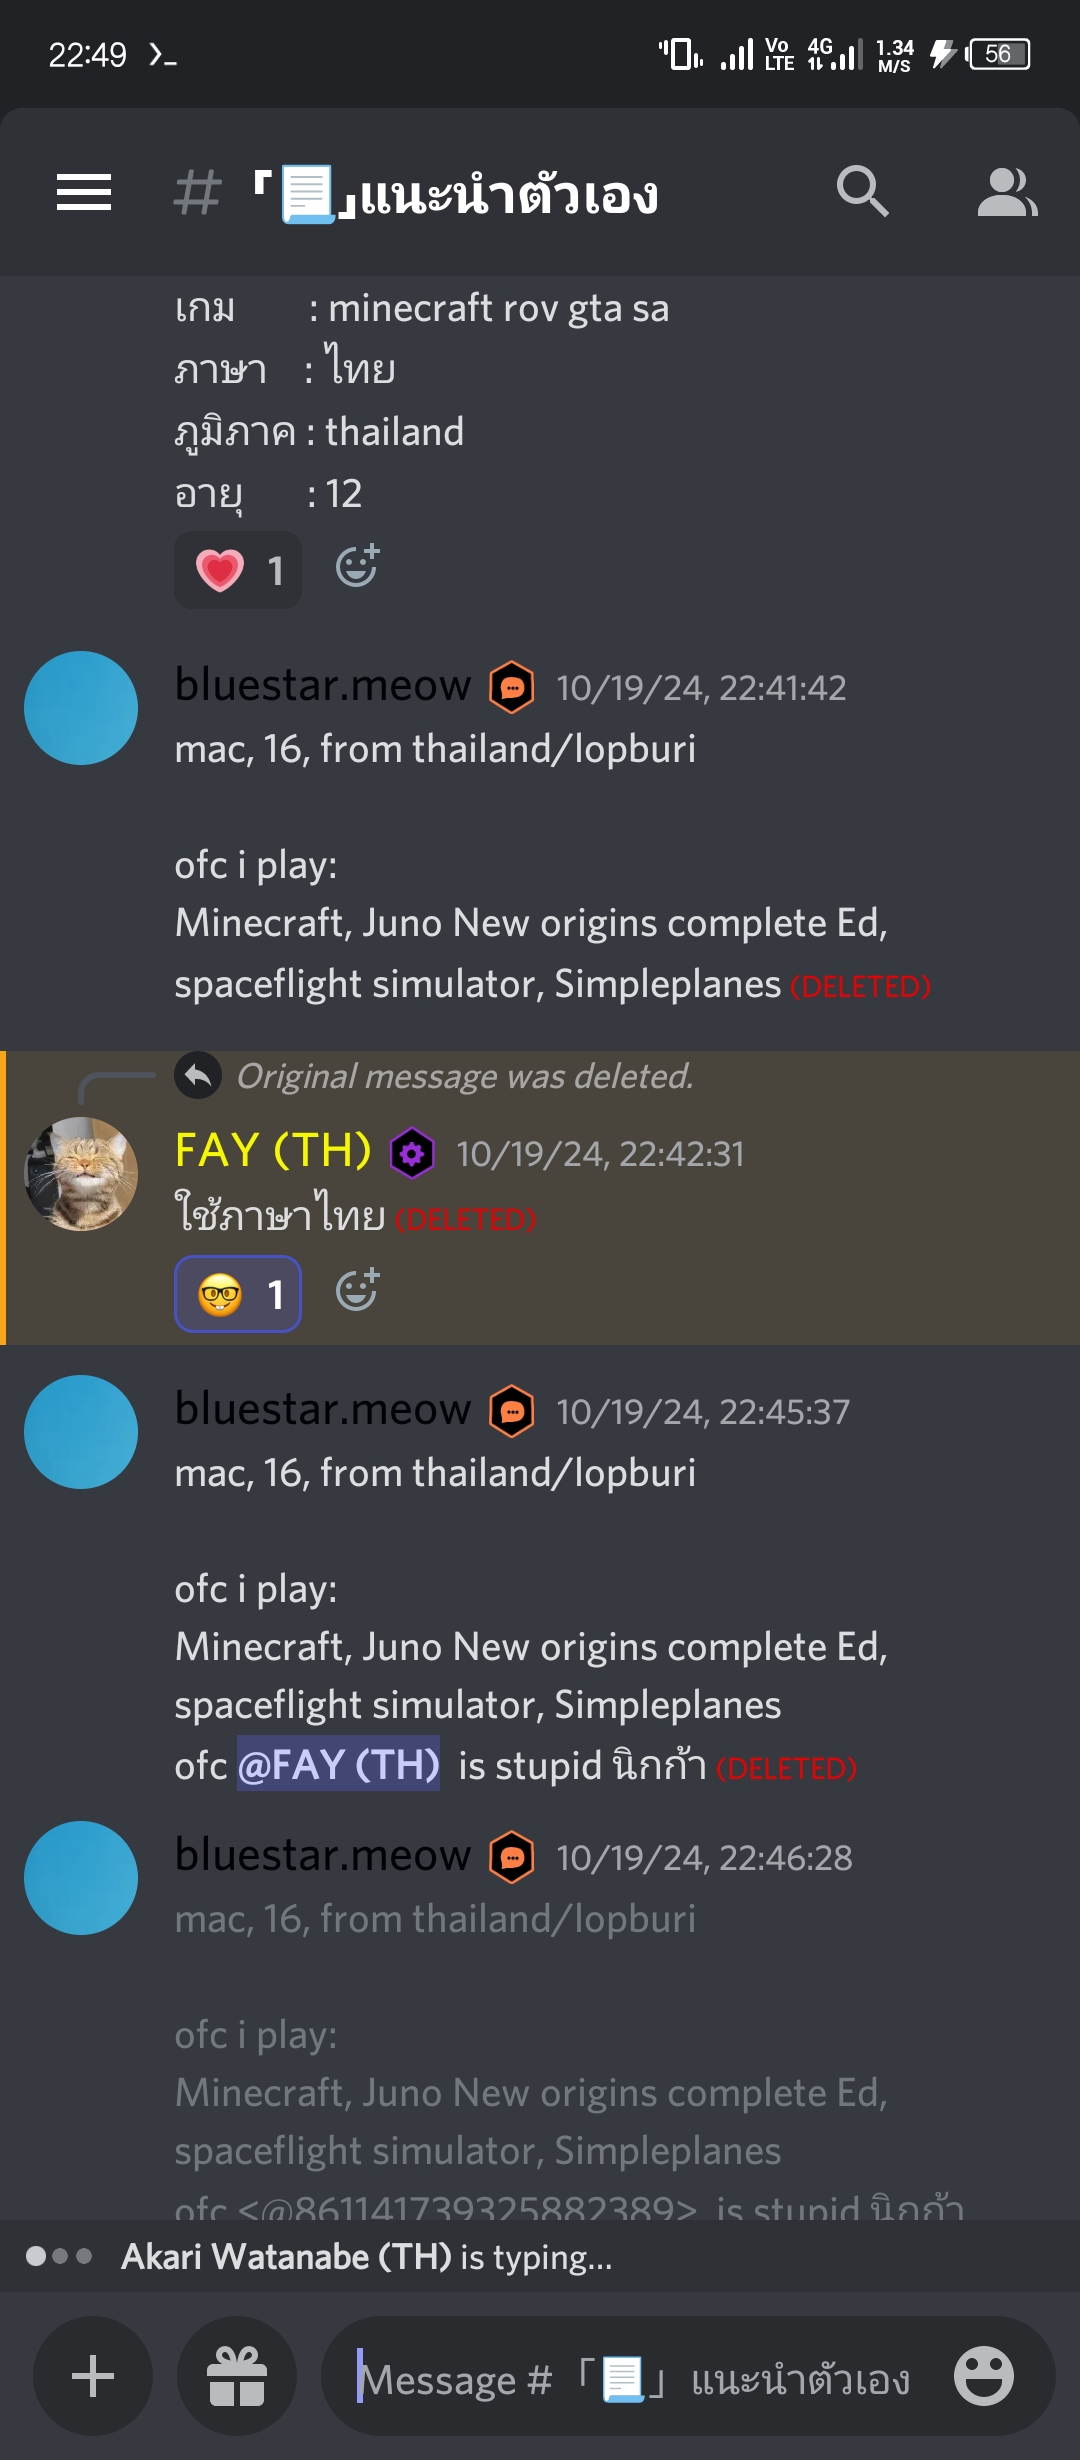 22:49
Vo LTE 4G 1.34 M/S 56
# 「📃」แนะนำตัวเอง
เกม : minecraft rov gta sa
ภาษา : ไทย
ภูมิภาค : thailand
อายุ : 12
1
bluestar.meow 10/19/24, 22:41:42
mac, 16, from thailand/lopburi
ofc i play:
Minecraft, Juno New origins complete Ed,
spaceflight simulator, Simpleplanes (DELETED)
Original message was deleted.
FAY (TH) 10/19/24, 22:42:31
ใช้ภาษาไทย (DELETED)
1
bluestar.meow 10/19/24, 22:45:37
mac, 16, from thailand/lopburi
ofc i play:
Minecraft, Juno New origins complete Ed,
spaceflight simulator, Simpleplanes
ofc @FAY (TH) is stupid นิกก้า (DELETED)
bluestar.meow 10/19/24, 22:46:28
mac, 16, from thailand/lopburi
ofc i play:
Minecraft, Juno New origins complete Ed,
spaceflight simulator, Simpleplanes
ofc <@861141739325882389> is stupid นิกก้า
Akari Watanabe (TH) is typing...
Message # 「📃」 แนะนำตัวเอง